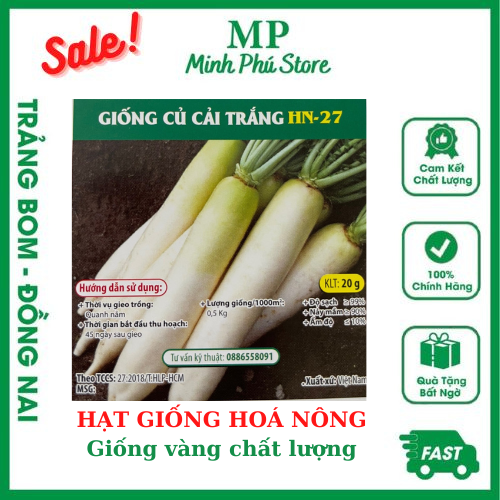 Sale!
MP
Minh Phú Store
TRẢNG BOM - ĐỒNG NAI
GIỐNG CỦ CẢI TRẮNG HN-27
Hướng dẫn sử dụng:
+ Thời vụ gieo trồng:
Quanh năm
+ Thời gian bắt đầu thu hoạch:
45 ngày sau gieo
+ Lượng giống/1000m²:
0,5 Kg
KLT: 20 g
+ Độ sạch ≥ 99%
+ Nảy mầm ≥ 90%
+ Ẩm độ ≤ 10%
Tư vấn kỹ thuật: 0886558091
Theo TCCS: 27:2018/T.HLP-HCM
MSG:
- Xuất xứ: Việt Nam
HẠT GIỐNG HOÁ NÔNG
Giống vàng chất lượng
Cam Kết
Chất Lượng
100%
Chính Hãng
Quà Tặng
Bất Ngờ
FAST